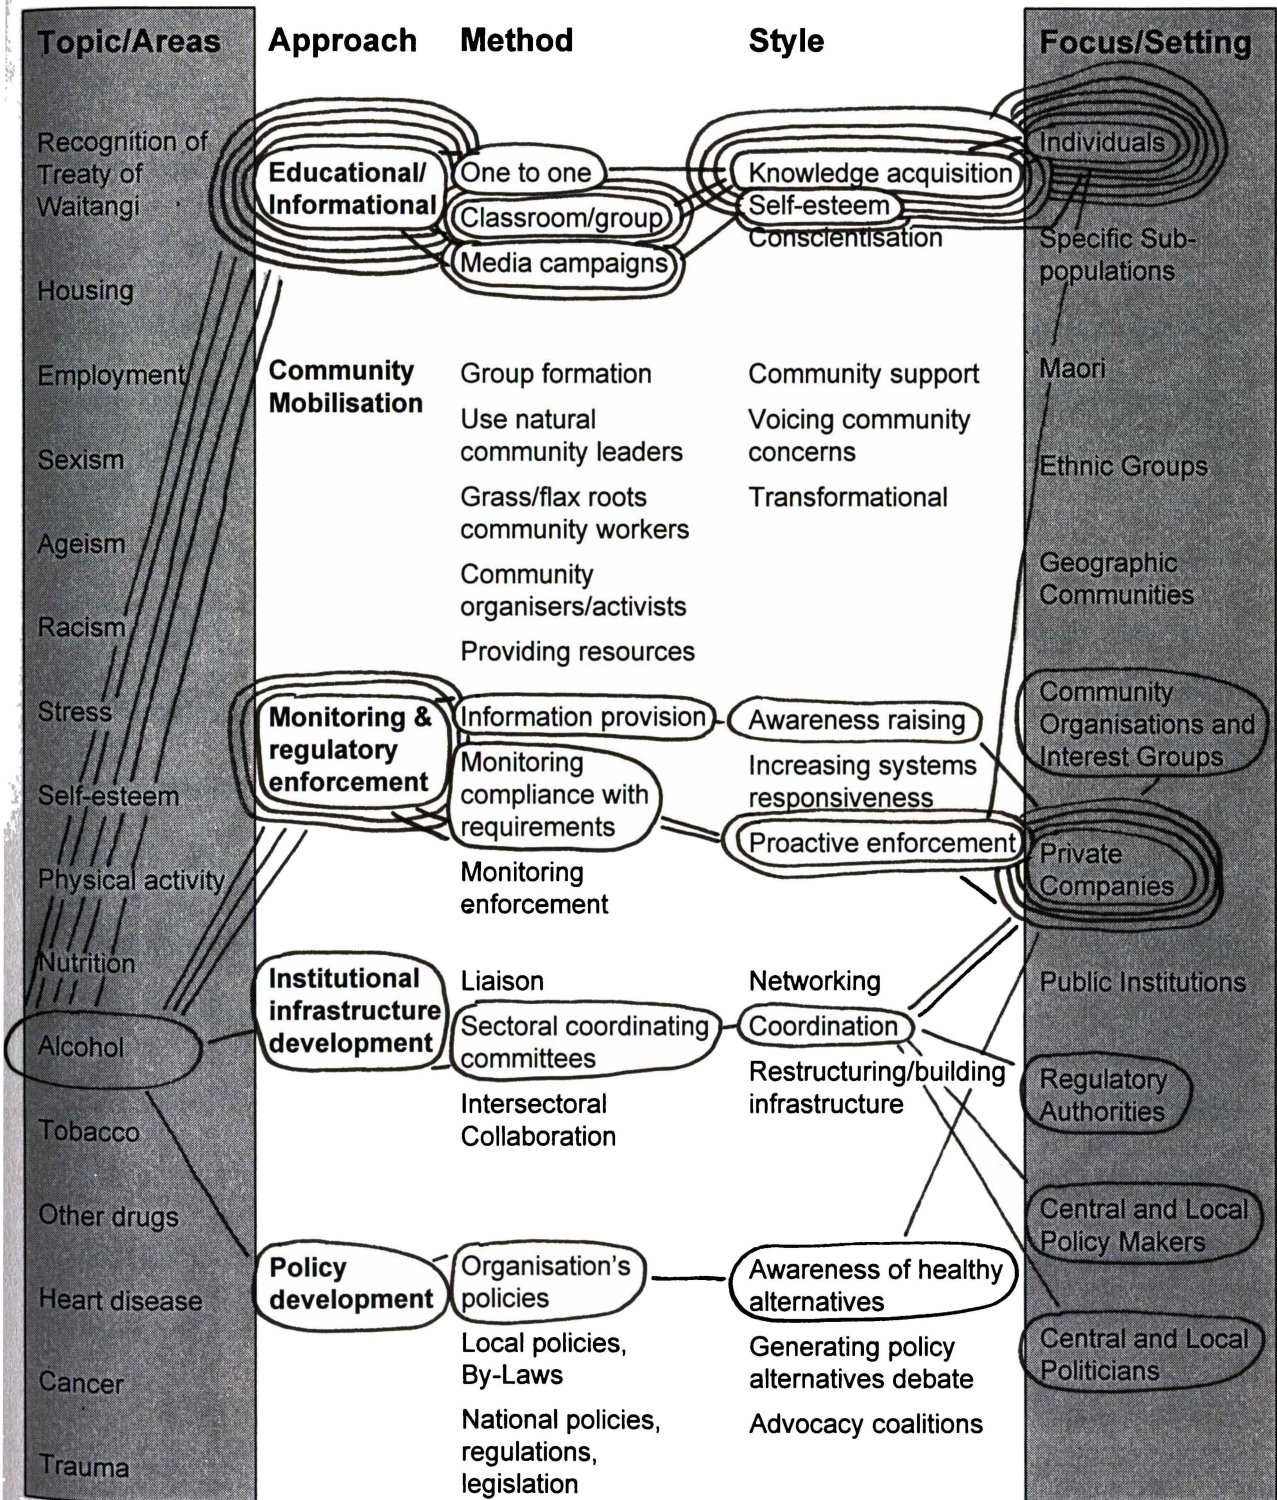 Topic/Areas
Recognition of
Treaty of
Waitangi
Housing
Employment
Sexism
Ageism
Racism
Stress
Self-esteem
Physical activity
Nutrition
Alcohol
Tobacco
Other drugs
Heart disease
Cancer
Trauma
Approach
Educational/
Informational
Community
Mobilisation
Monitoring &
regulatory
enforcement
Institutional
infrastructure
development
Policy
development
Method
One to one
Classroom/group
Media campaigns
Group formation
Use natural
community leaders
Grass/flax roots
community workers
Community
organisers/activists
Providing resources
Information provision
Monitoring
compliance with
requirements
Monitoring
enforcement
Liaison
Sectoral coordinating
committees
Intersectoral
Collaboration
Organisation's
policies
Local policies,
By-Laws
National policies,
regulations,
legislation
Style
Knowledge acquisition
Self-esteem
Conscientisation
Community support
Voicing community
concerns
Transformational
Awareness raising
Increasing systems
responsiveness
Proactive enforcement
Networking
Coordination
Restructuring/building
infrastructure
Awareness of healthy
alternatives
Generating policy
alternatives debate
Advocacy coalitions
Focus/Setting
Individuals
Specific Sub-
populations
Maori
Ethnic Groups
Geographic
Communities
Community
Organisations and
Interest Groups
Private
Companies
Public Institutions
Regulatory
Authorities
Central and Local
Policy Makers
Central and Local
Politicians